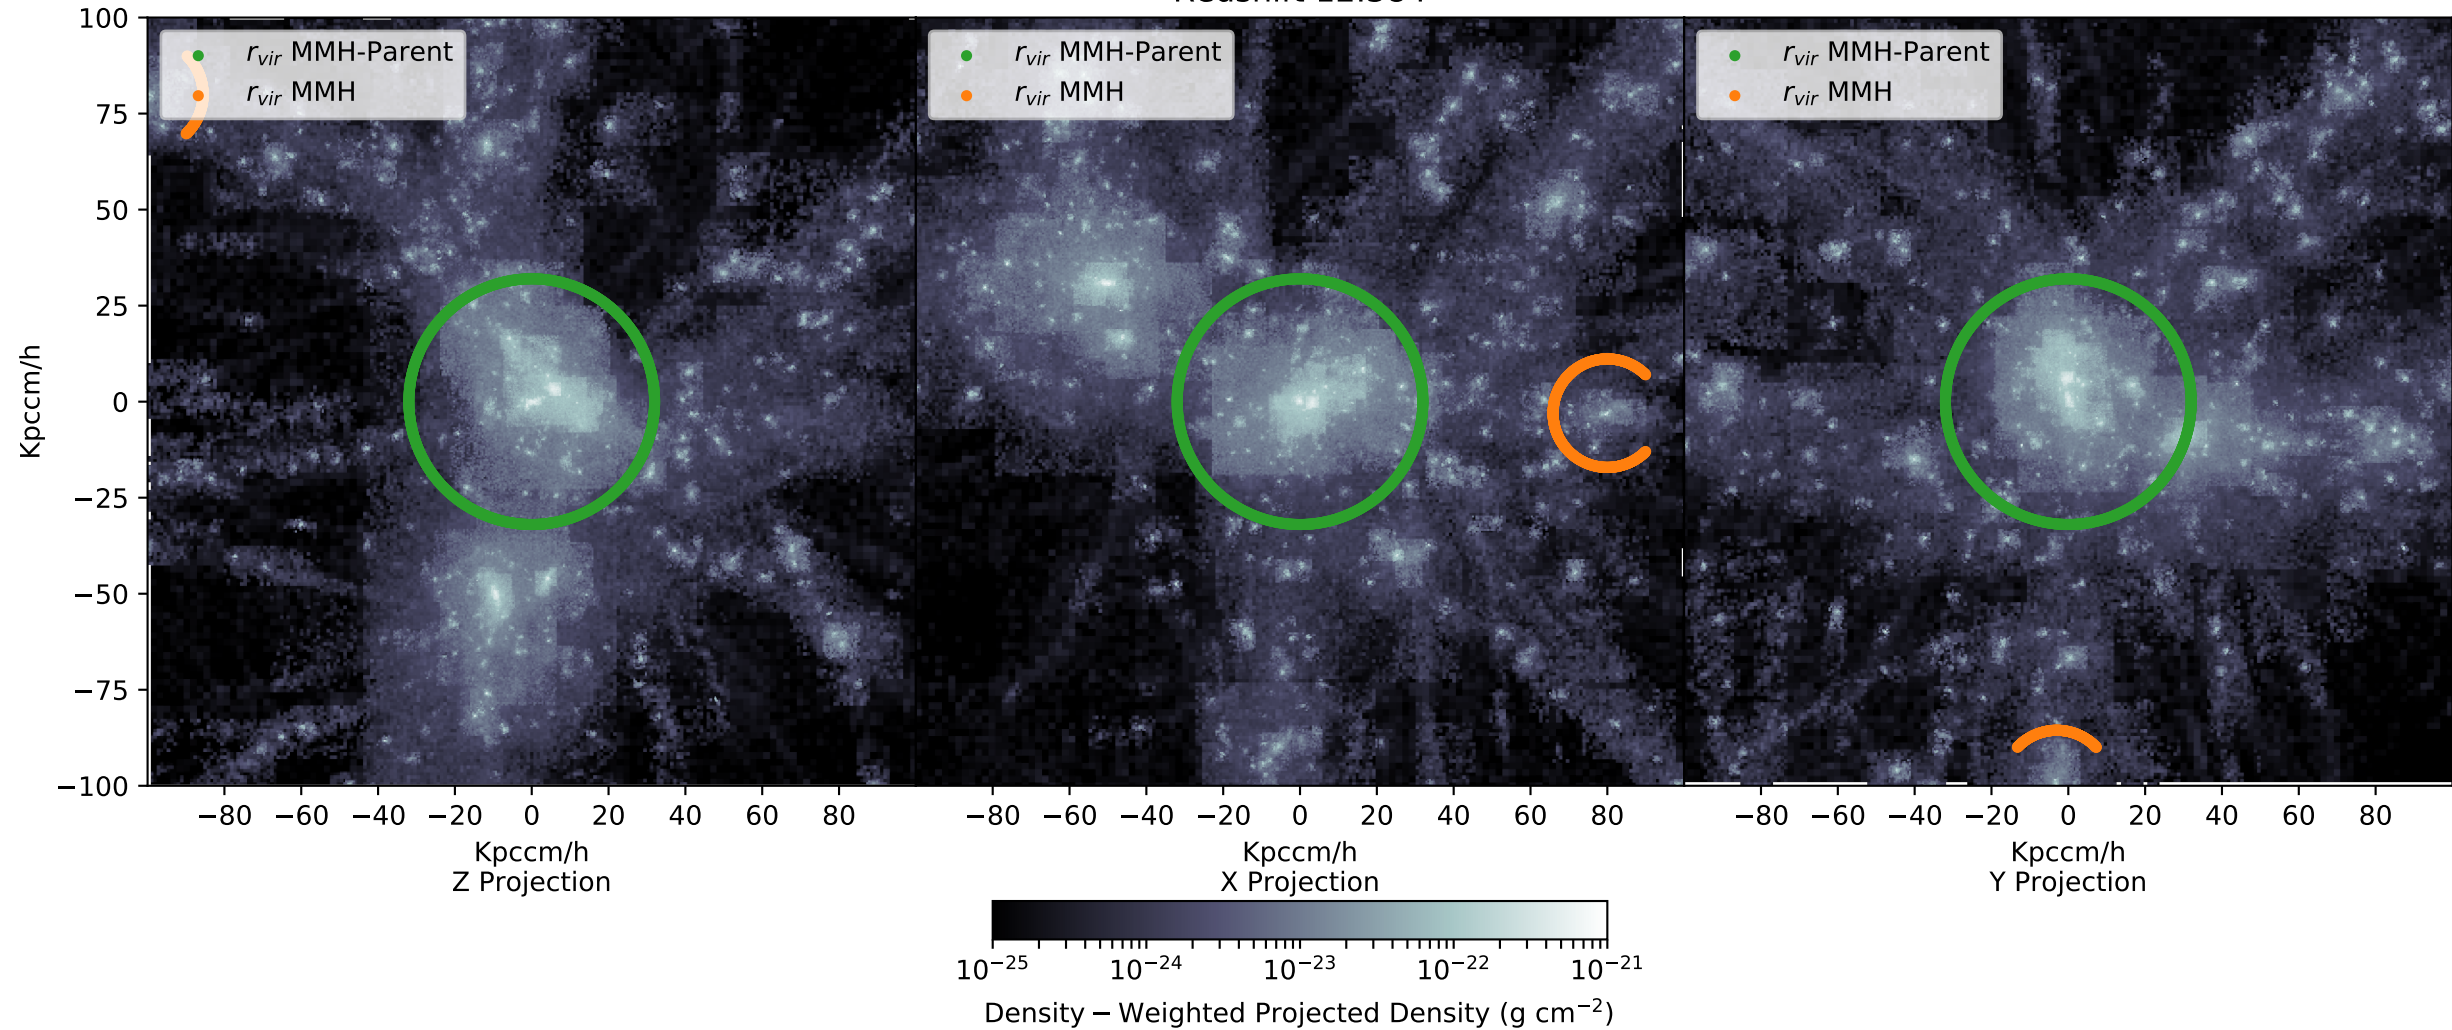 100
75
50
25
0
−25
−50
−75
−100
Kpccm/h
r_vir MMH-Parent
r_vir MMH
r_vir MMH-Parent
r_vir MMH
r_vir MMH-Parent
r_vir MMH
−80 −60 −40 −20 0 20 40 60 80
−80 −60 −40 −20 0 20 40 60 80
−80 −60 −40 −20 0 20 40 60 80
Kpccm/h
Z Projection
Kpccm/h
X Projection
Kpccm/h
Y Projection
10⁻²⁵ 10⁻²⁴ 10⁻²³ 10⁻²² 10⁻²¹
Density − Weighted Projected Density (g cm⁻²)